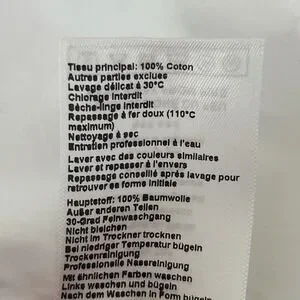 Tissu principal: 100% Coton
Autres parties exclues
Lavage délicat à 30°C
Chlorage interdit
Sèche-linge interdit
Repassage à fer doux (110°C
maximum)
Nettoyage à sec
Entretien professionnel à l'eau
Laver avec des couleurs similaires
Laver et repasser à l'envers
Repassage conseillé après lavage pour
retrouver sa forme initiale
Hauptstoff: 100% Baumwolle
Außer anderen Teilen
30-Grad Feinwaschgang
Nicht bleichen
Nicht im Trockner trocknen
Bei niedriger Temperatur bügeln
Trockenreinigung
Professionelle Nassreinigung
Mit ähnlichen Farben waschen
Links waschen und bügeln
Nach dem Waschen in Form bügeln